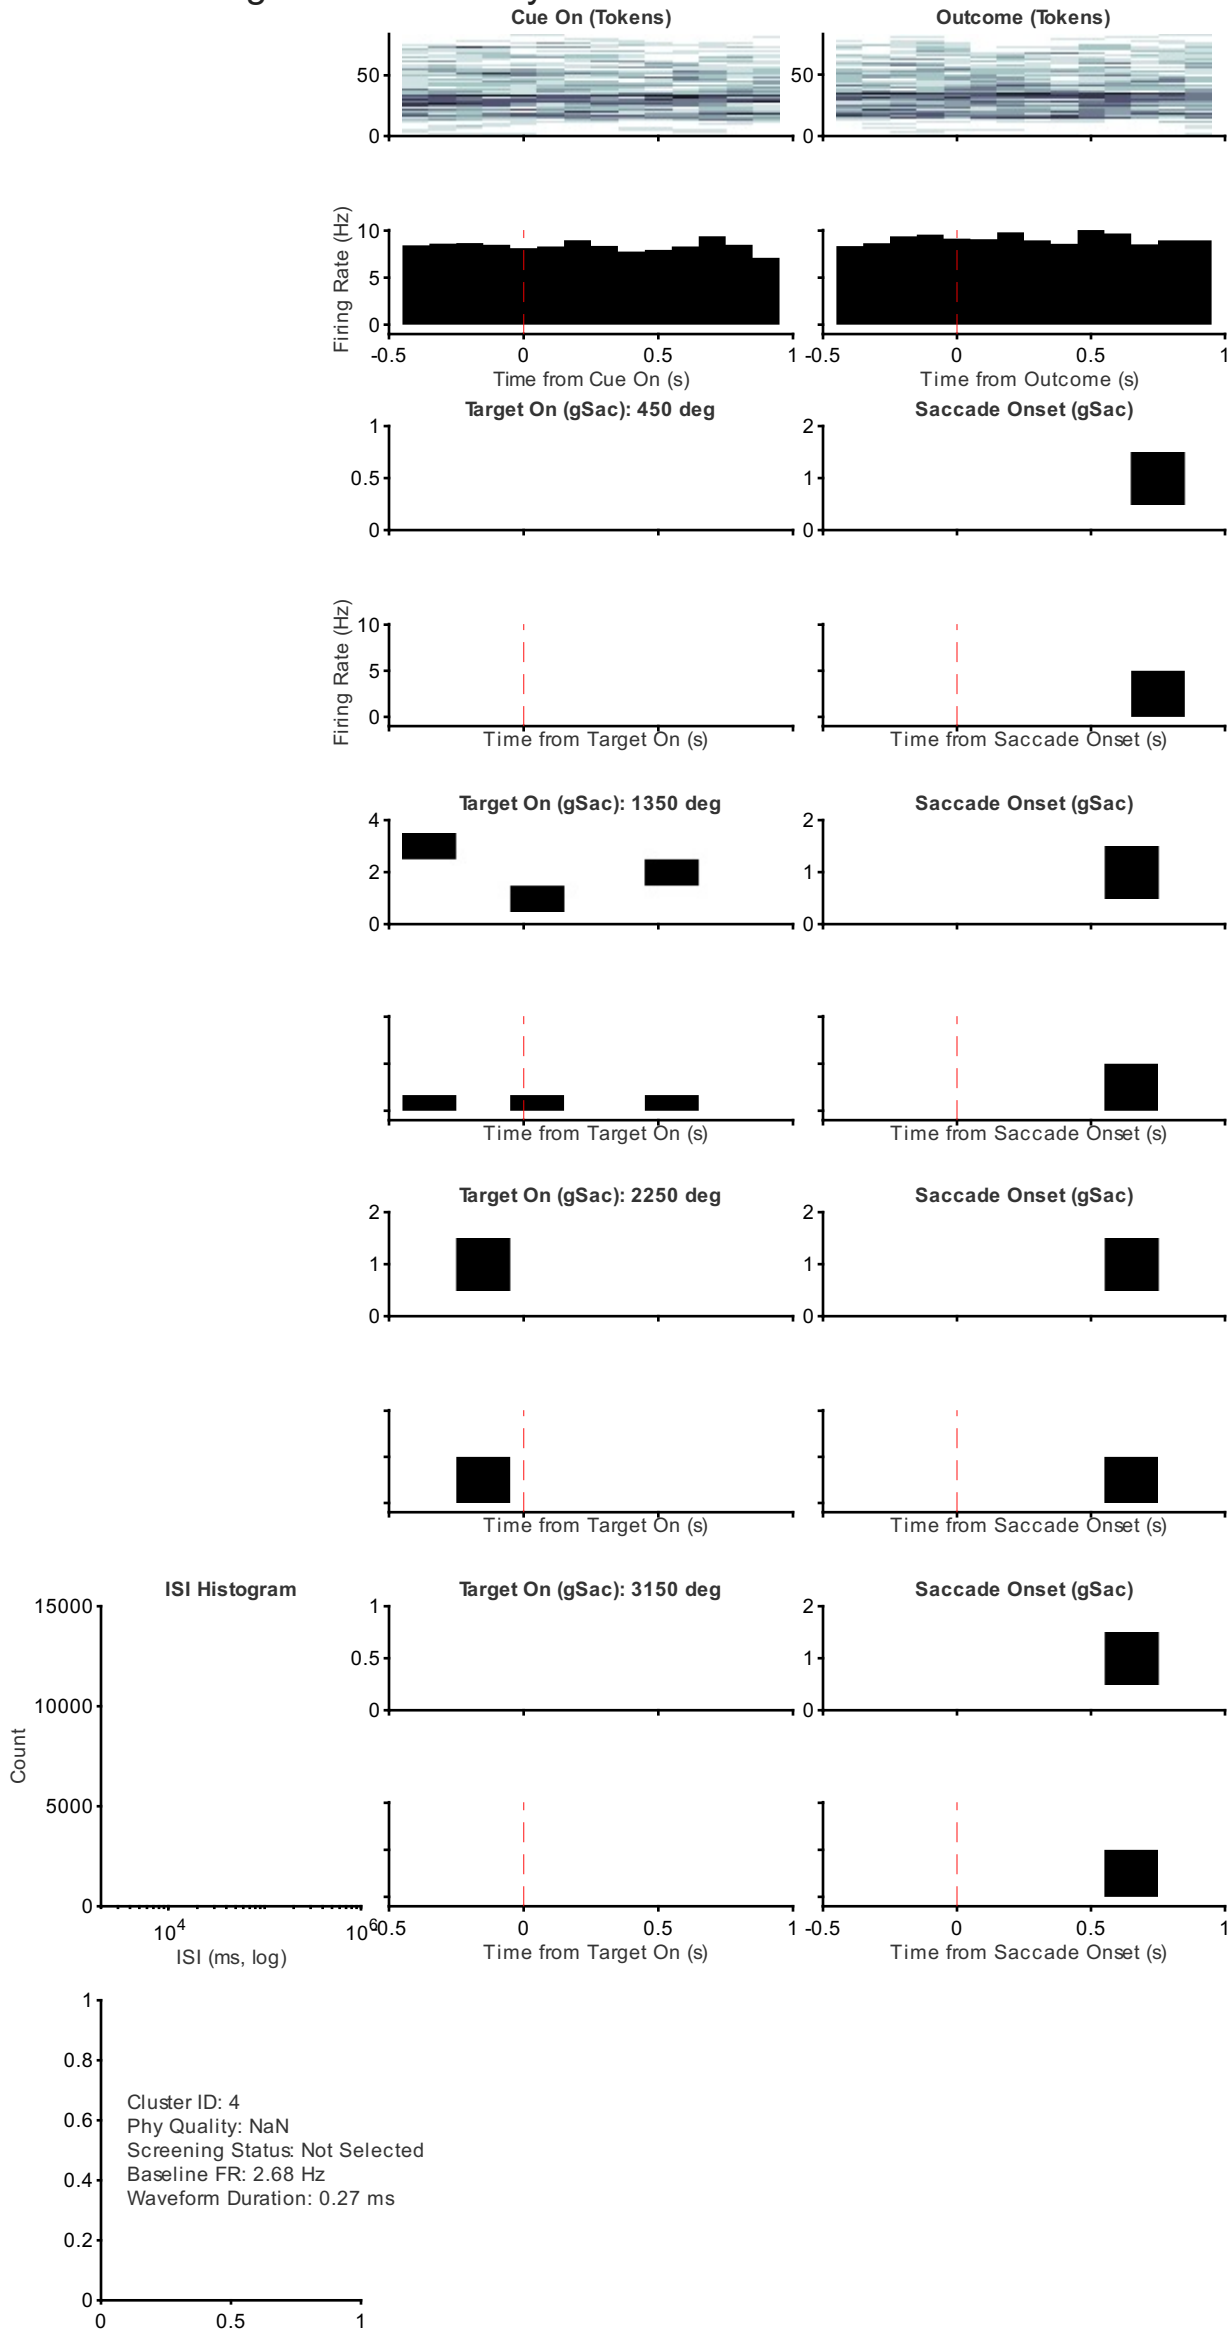 Cue On (Tokens)
Outcome (Tokens)
50
0
50
0
Firing Rate (Hz)
10
5
0
-0.5
0
0.5
1
-0.5
0
0.5
1
Time from Cue On (s)
Time from Outcome (s)
Target On (gSac): 450 deg
Saccade Onset (gSac)
1
0.5
0
2
1
0
Firing Rate (Hz)
10
5
0
Time from Target On (s)
Time from Saccade Onset (s)
Target On (gSac): 1350 deg
Saccade Onset (gSac)
4
2
0
2
1
0
Time from Target On (s)
Time from Saccade Onset (s)
Target On (gSac): 2250 deg
Saccade Onset (gSac)
2
1
0
2
1
0
Time from Target On (s)
Time from Saccade Onset (s)
ISI Histogram
Target On (gSac): 3150 deg
Saccade Onset (gSac)
15000
10000
5000
0
Count
10^4
10^6
ISI (ms, log)
1
0.5
0
2
1
0
-0.5
0
0.5
1
-0.5
0
0.5
1
Time from Target On (s)
Time from Saccade Onset (s)
1
0.8
0.6
0.4
0.2
0
0
0.5
1
Cluster ID: 4
Phy Quality: NaN
Screening Status: Not Selected
Baseline FR: 2.68 Hz
Waveform Duration: 0.27 ms